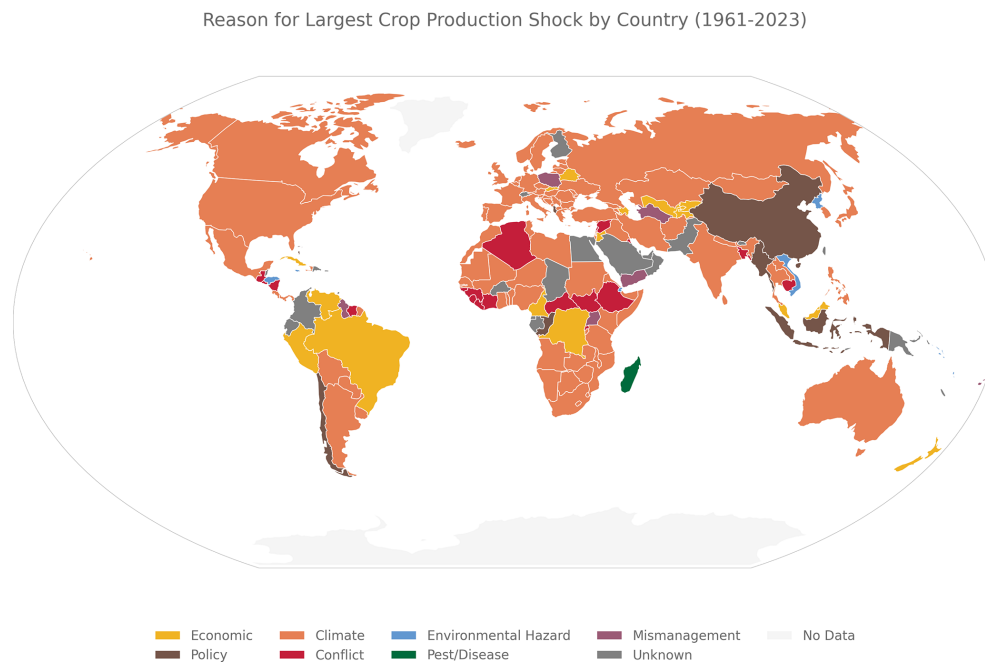 Reason for Largest Crop Production Shock by Country (1961-2023)
Economic
Climate
Environmental Hazard
Mismanagement
No Data
Policy
Conflict
Pest/Disease
Unknown